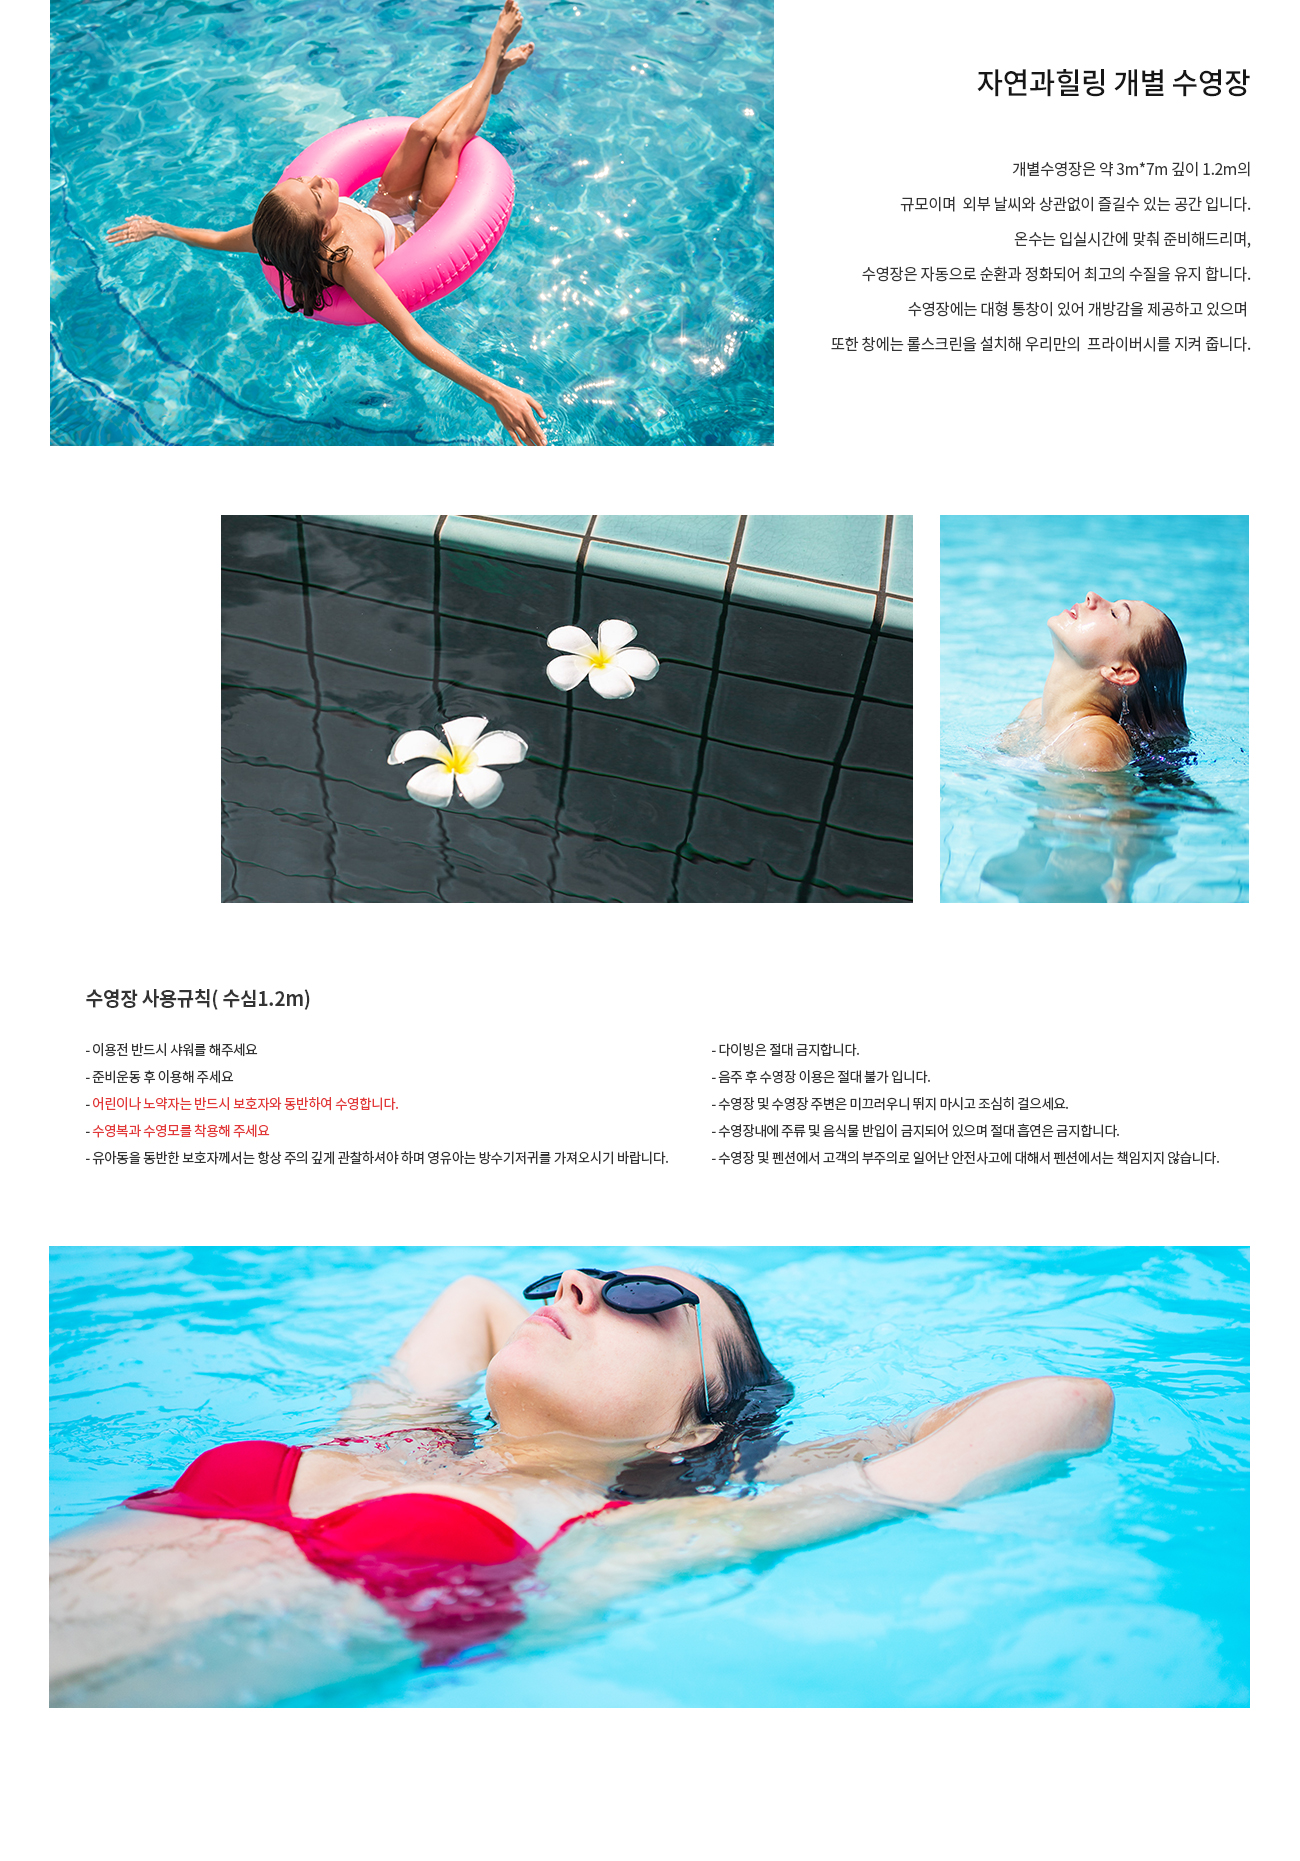 자연과힐링 개별 수영장
개별수영장은 약 3m*7m 깊이 1.2m의
규모이며  외부 날씨와 상관없이 즐길수 있는 공간 입니다.
온수는 입실시간에 맞춰 준비해드리며,
수영장은 자동으로 순환과 정화되어 최고의 수질을 유지 합니다.
수영장에는 대형 통창이 있어 개방감을 제공하고 있으며
또한 창에는 롤스크린을 설치해 우리만의  프라이버시를 지켜 줍니다.
수영장 사용규칙( 수심1.2m)
- 이용전 반드시 샤워를 해주세요
- 준비운동 후 이용해 주세요
- 어린이나 노약자는 반드시 보호자와 동반하여 수영합니다.
- 수영복과 수영모를 착용해 주세요
- 유아동을 동반한 보호자께서는 항상 주의 깊게 관찰하셔야 하며 영유아는 방수기저귀를 가져오시기 바랍니다.
- 다이빙은 절대 금지합니다.
- 음주 후 수영장 이용은 절대 불가 입니다.
- 수영장 및 수영장 주변은 미끄러우니 뛰지 마시고 조심히 걸으세요.
- 수영장내에 주류 및 음식물 반입이 금지되어 있으며 절대 흡연은 금지합니다.
- 수영장 및 펜션에서 고객의 부주의로 일어난 안전사고에 대해서 펜션에서는 책임지지 않습니다.